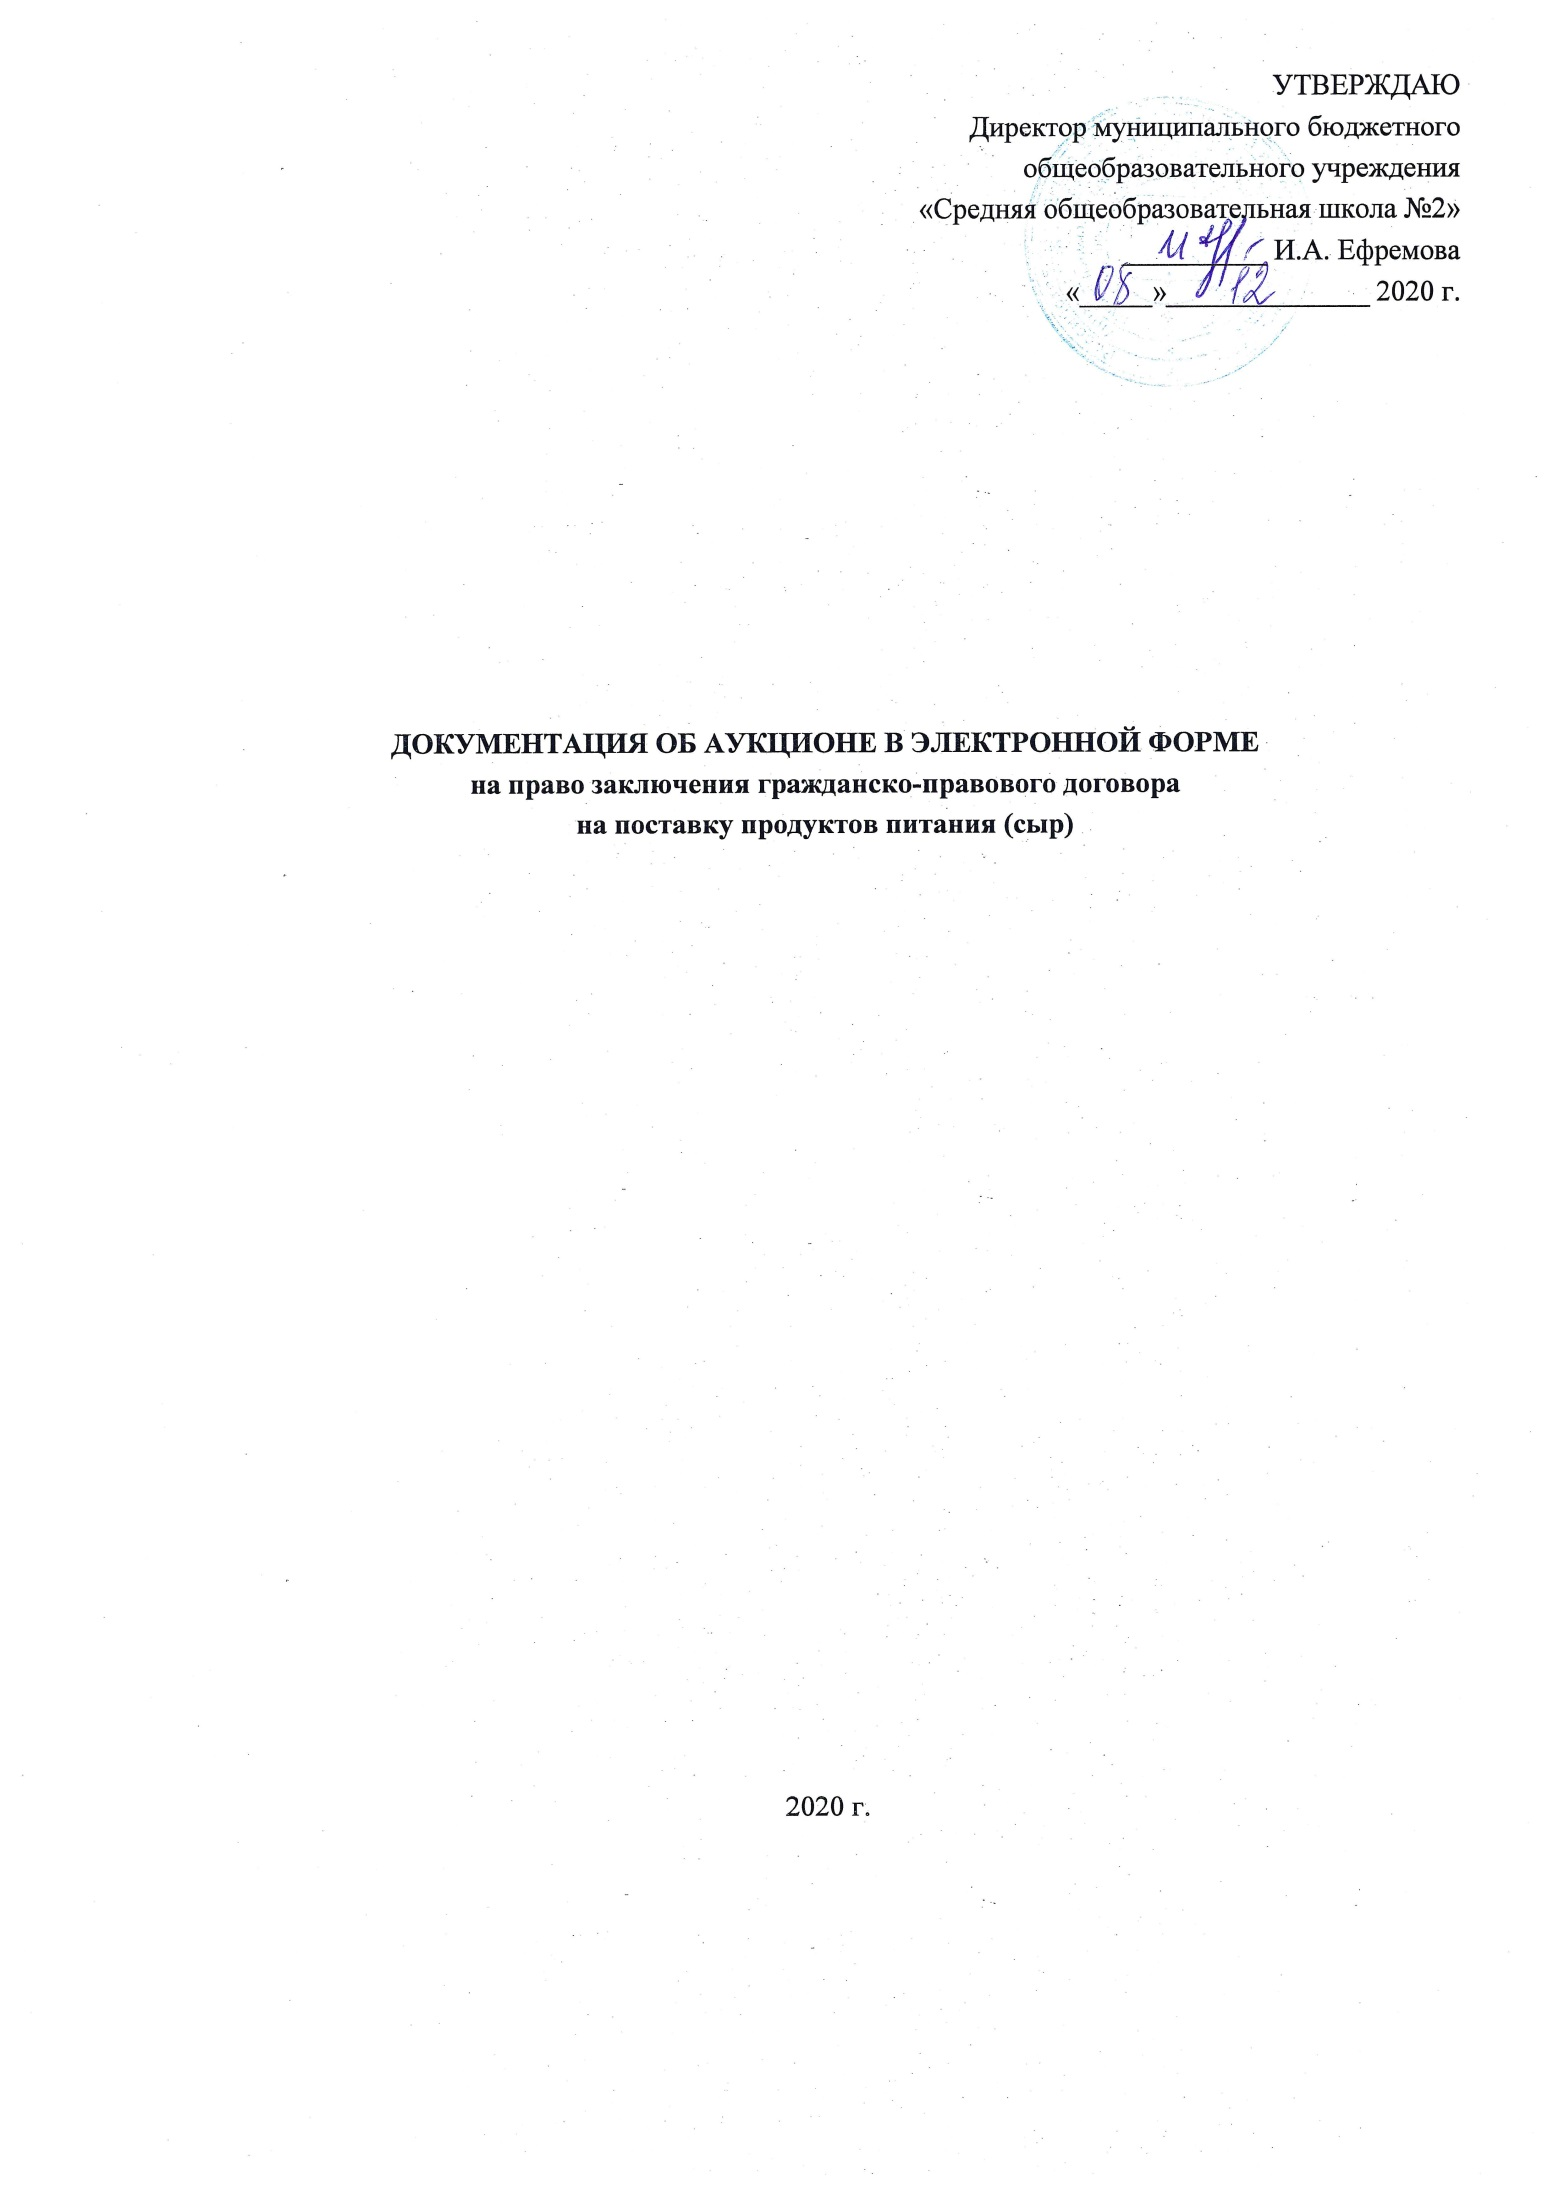 УТВЕРЖДАЮ
Директор муниципального бюджетного
общеобразовательного учреждения
«Средняя общеобразовательная школа №2»
__________ И.А. Ефремова
«08» 12 2020 г.
ДОКУМЕНТАЦИЯ ОБ АУКЦИОНЕ В ЭЛЕКТРОННОЙ ФОРМЕ
на право заключения гражданско-правового договора
на поставку продуктов питания (сыр)
2020 г.